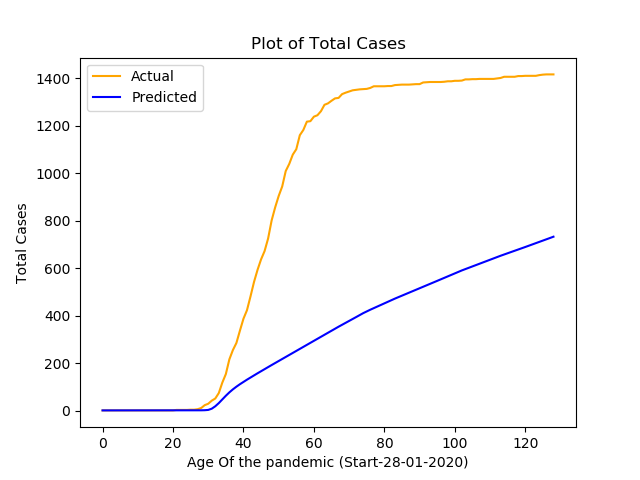 Plot of Total Cases
Actual
Predicted
1400
1200
1000
800
600
400
200
0
Total Cases
0 20 40 60 80 100 120
Age Of the pandemic (Start-28-01-2020)